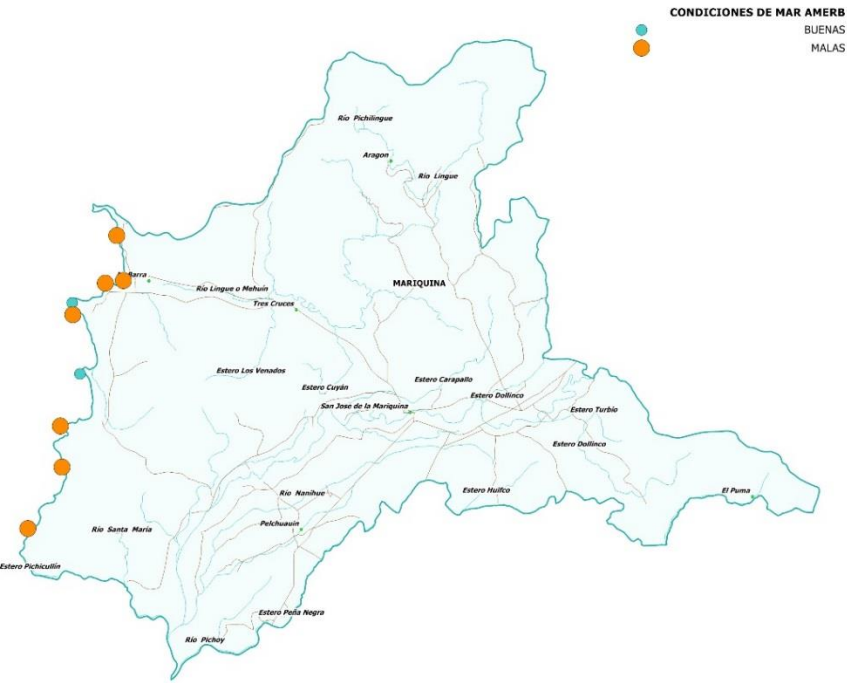 CONDICIONES DE MAR AMERB
BUENAS
MALAS
Río Pichilingue
Aragon
Río Lingue
Barra
Río Lingue o Mehuín
MARIQUINA
Tres Cruces
Estero Los Venados
Estero Cuyán
Estero Carapallo
Estero Dollinco
San Jose de la Mariquina
Estero Turbio
Estero Dollinco
Río Nanihue
Estero Huifco
El Puma
Río Santa María
Pelchuauín
Estero Pichicullín
Estero Peña Negra
Río Pichoy